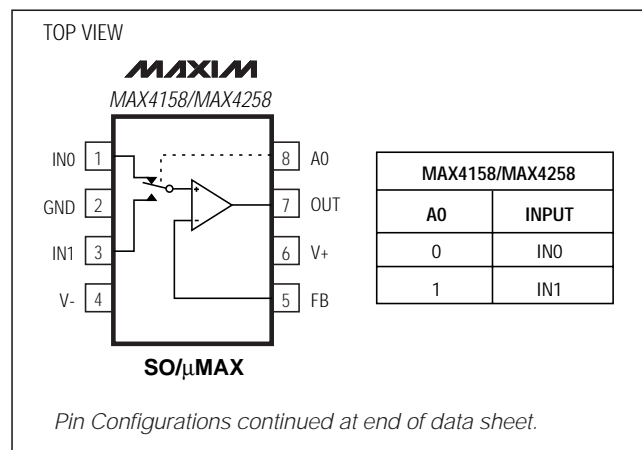 TOP VIEW
MAXIM
MAX4158/MAX4258
IN0 1
GND 2
IN1 3
V- 4
8 A0
7 OUT
6 V+
5 FB
+
-
SO/µMAX
MAX4158/MAX4258
A0 INPUT
0 IN0
1 IN1
Pin Configurations continued at end of data sheet.